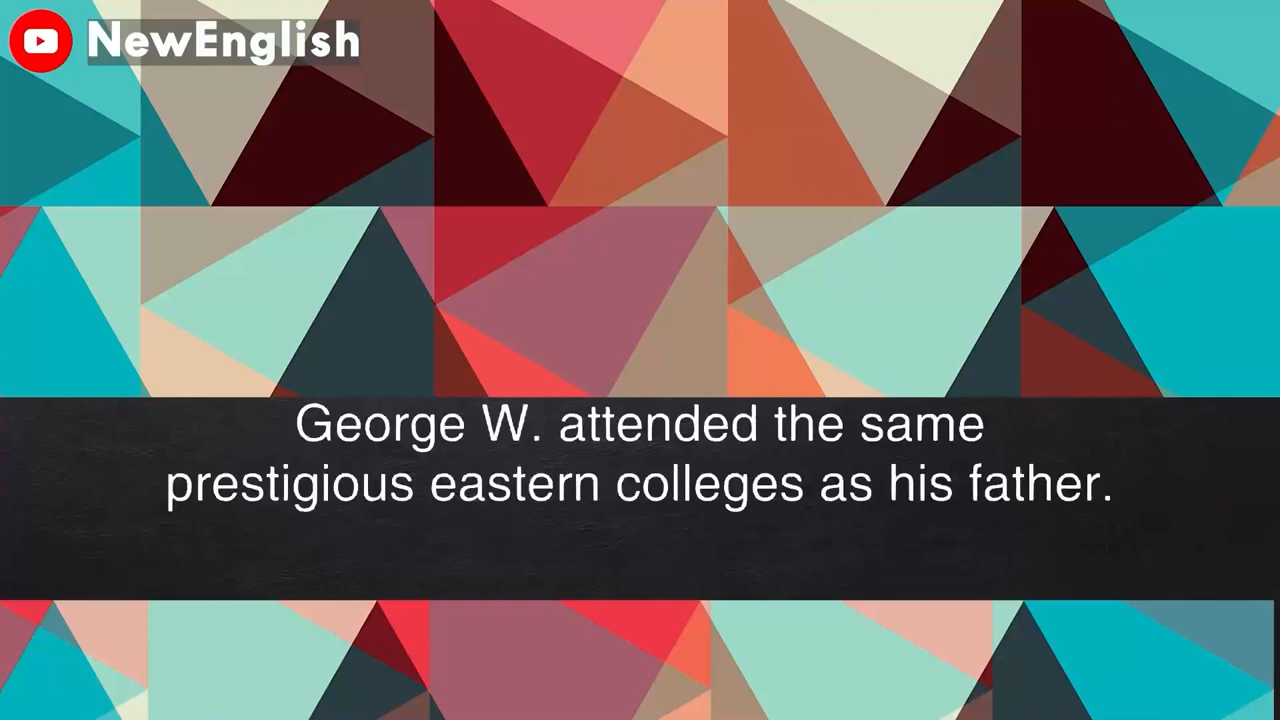 NewEnglish
George W. attended the same
prestigious eastern colleges as his father.